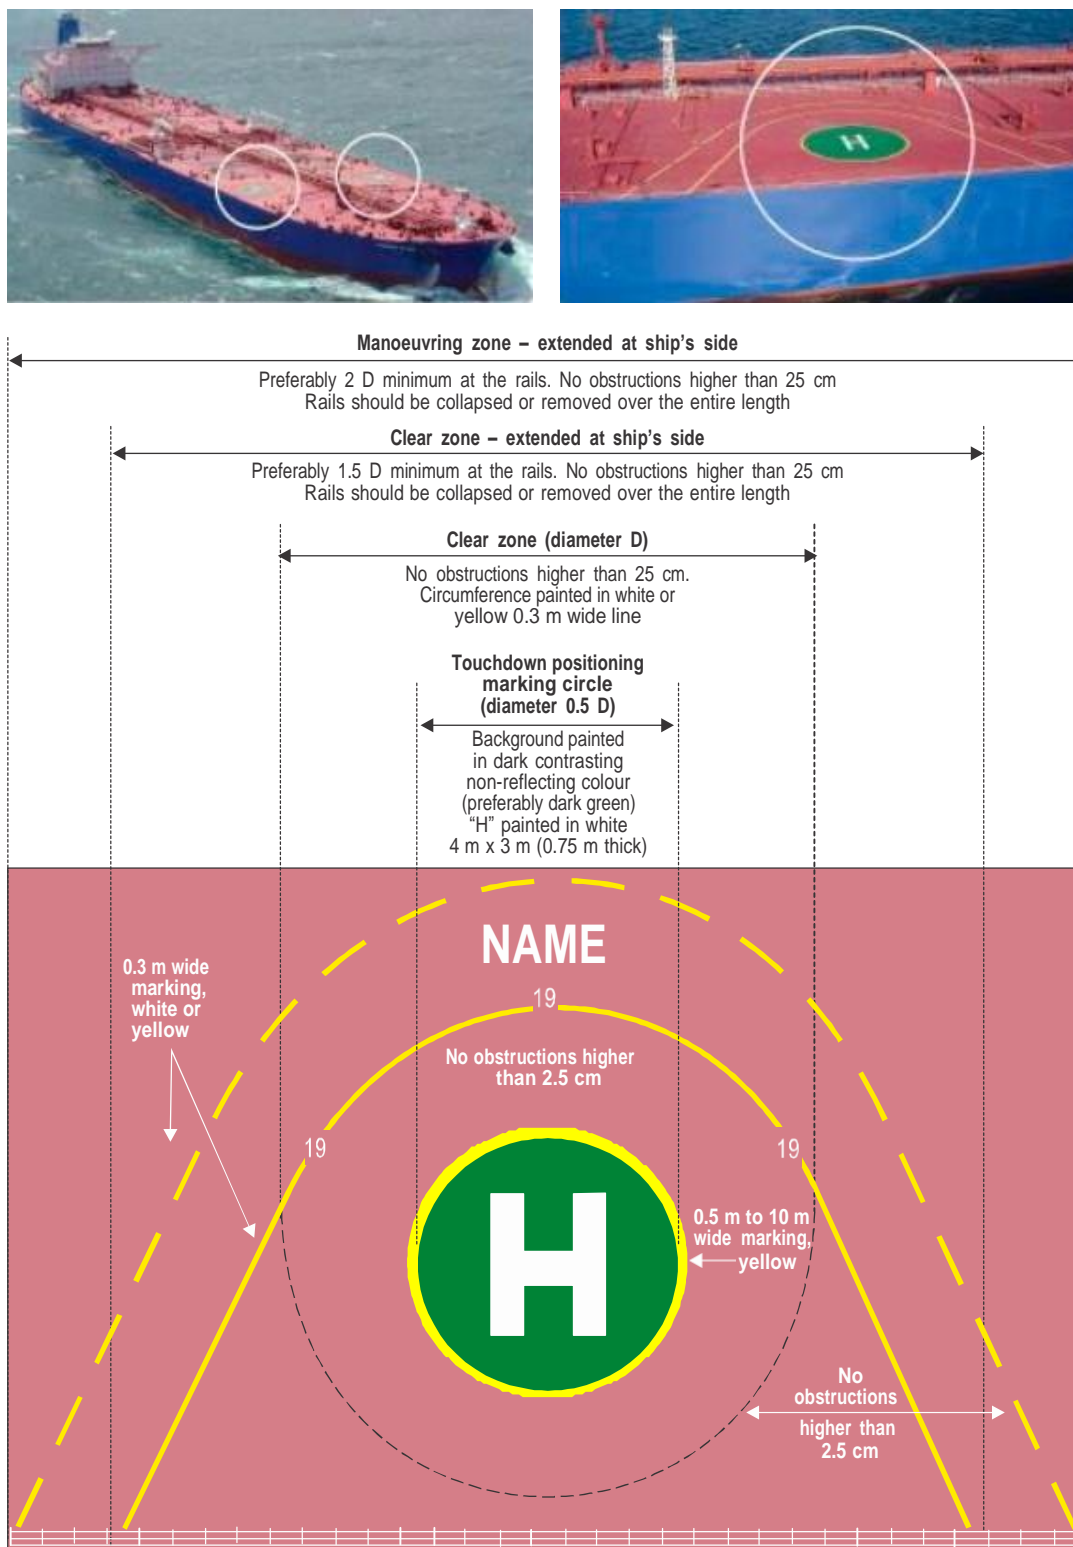 H
Manoeuvring zone – extended at ship's side
Preferably 2 D minimum at the rails. No obstructions higher than 25 cm
Rails should be collapsed or removed over the entire length
Clear zone – extended at ship's side
Preferably 1.5 D minimum at the rails. No obstructions higher than 25 cm
Rails should be collapsed or removed over the entire length
Clear zone (diameter D)
No obstructions higher than 25 cm.
Circumference painted in white or
yellow 0.3 m wide line
Touchdown positioning
marking circle
(diameter 0.5 D)
Background painted
in dark contrasting
non-reflecting colour
(preferably dark green)
“H” painted in white
4 m x 3 m (0.75 m thick)
NAME
0.3 m wide
marking,
white or
yellow
19
No obstructions higher
than 2.5 cm
19
19
H
0.5 m to 10 m
wide marking,
yellow
No
obstructions
higher than
2.5 cm